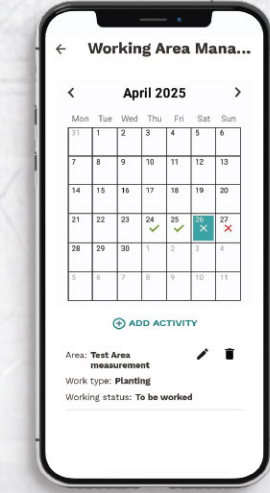 Working Area Mana...
April 2025
Mon Tue Wed Thu Fri Sat Sun
31 1 2 3 4 5 6
7 8 9 10 11 12 13
14 15 16 17 18 19 20
21 22 23 24 25 26 27
28 29 30 1 2 3 4
5 6 7 8 9 10 11
ADD ACTIVITY
Area: Test Area
measurement
Work type: Planting
Working status: To be worked